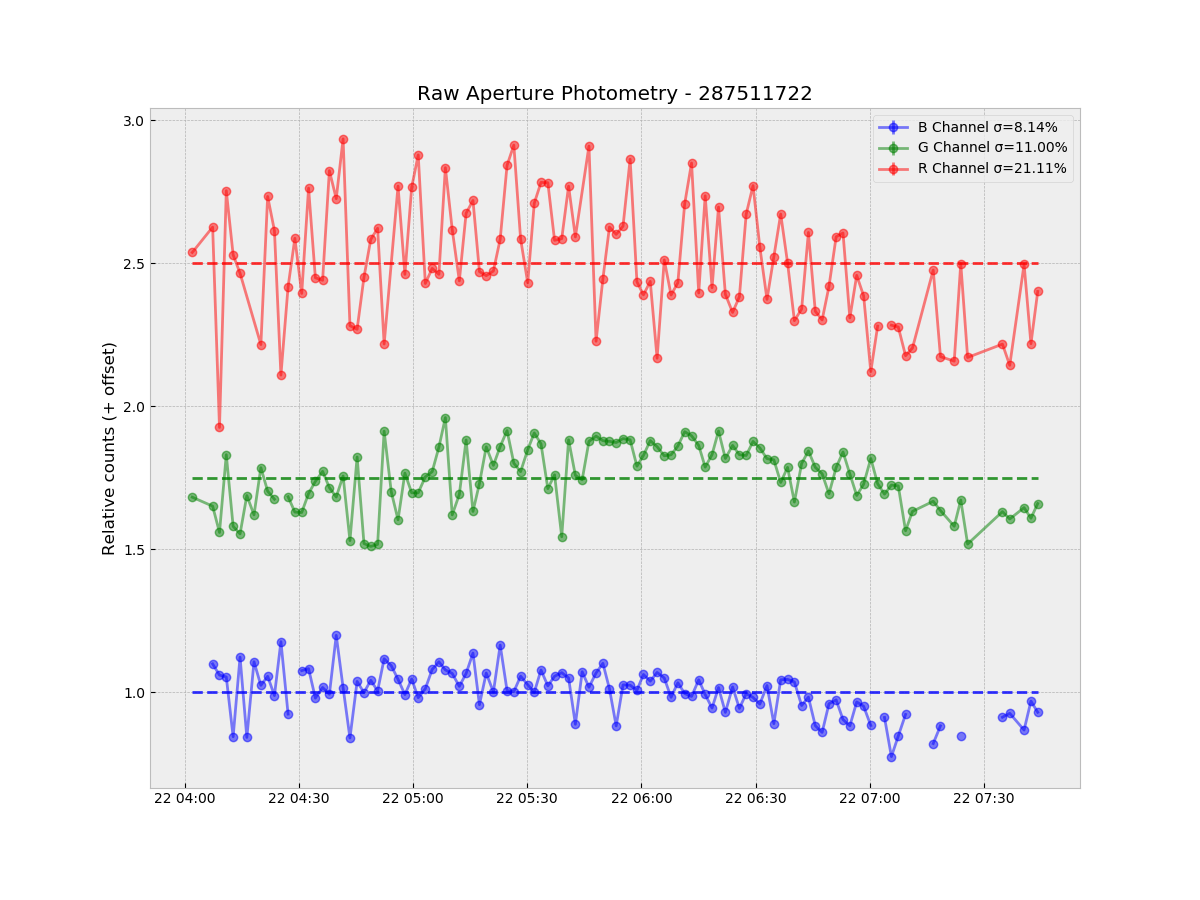 Raw Aperture Photometry - 287511722
B Channel σ=8.14%
G Channel σ=11.00%
R Channel σ=21.11%
Relative counts (+ offset)
3.0
2.5
2.0
1.5
1.0
22 04:00 22 04:30 22 05:00 22 05:30 22 06:00 22 06:30 22 07:00 22 07:30